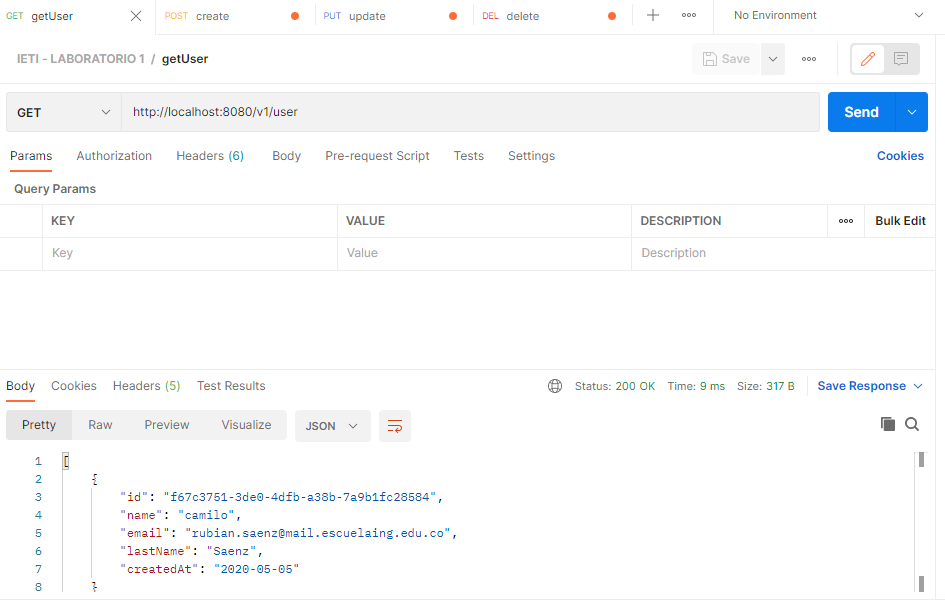 GET getUser POST create PUT update DEL delete No Environment
IETI - LABORATORIO 1 / getUser Save
GET http://localhost:8080/v1/user Send
Params Authorization Headers (6) Body Pre-request Script Tests Settings Cookies
Query Params
KEY VALUE DESCRIPTION Bulk Edit
Key Value Description
Body Cookies Headers (5) Test Results Status: 200 OK Time: 9 ms Size: 317 B Save Response
Pretty Raw Preview Visualize JSON
1 [
2 {
3 "id": "f67c3751-3de0-4dfb-a38b-7a9b1fc28584",
4 "name": "camilo",
5 "email": "rubian.saenz@mail.escuelaing.edu.co",
6 "lastName": "Saenz",
7 "createdAt": "2020-05-05"
8 }